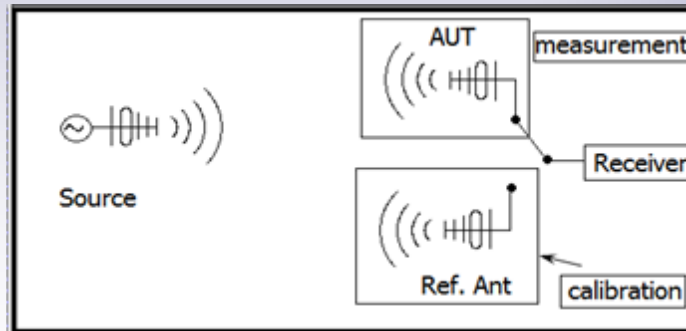 AUT
measurement
Source
Receiver
Ref. Ant
calibration